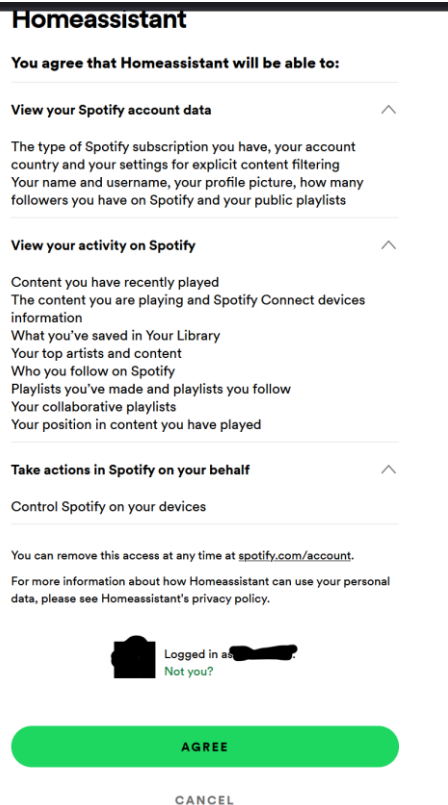 Homeassistant
You agree that Homeassistant will be able to:
View your Spotify account data
The type of Spotify subscription you have, your account
country and your settings for explicit content filtering
Your name and username, your profile picture, how many
followers you have on Spotify and your public playlists
View your activity on Spotify
Content you have recently played
The content you are playing and Spotify Connect devices
information
What you've saved in Your Library
Your top artists and content
Who you follow on Spotify
Playlists you've made and playlists you follow
Your collaborative playlists
Your position in content you have played
Take actions in Spotify on your behalf
Control Spotify on your devices
You can remove this access at any time at spotify.com/account.
For more information about how Homeassistant can use your personal
data, please see Homeassistant's privacy policy.
Logged in as
Not you?
AGREE
CANCEL